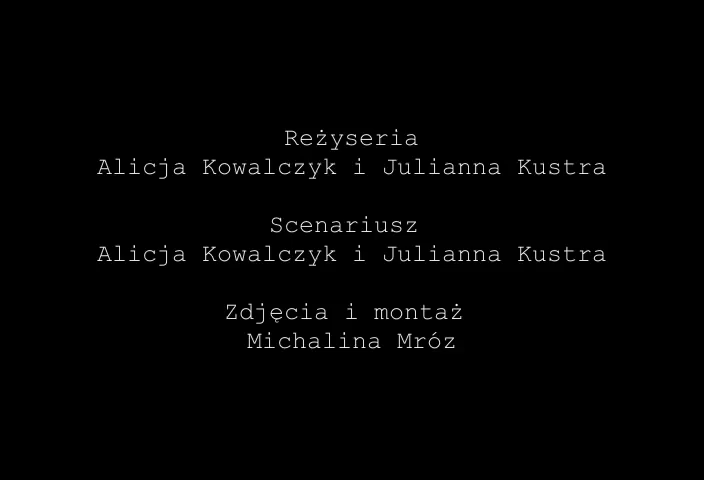 Reżyseria
Alicja Kowalczyk i Julianna Kustra
Scenariusz
Alicja Kowalczyk i Julianna Kustra
Zdjęcia i montaż
Michalina Mróz